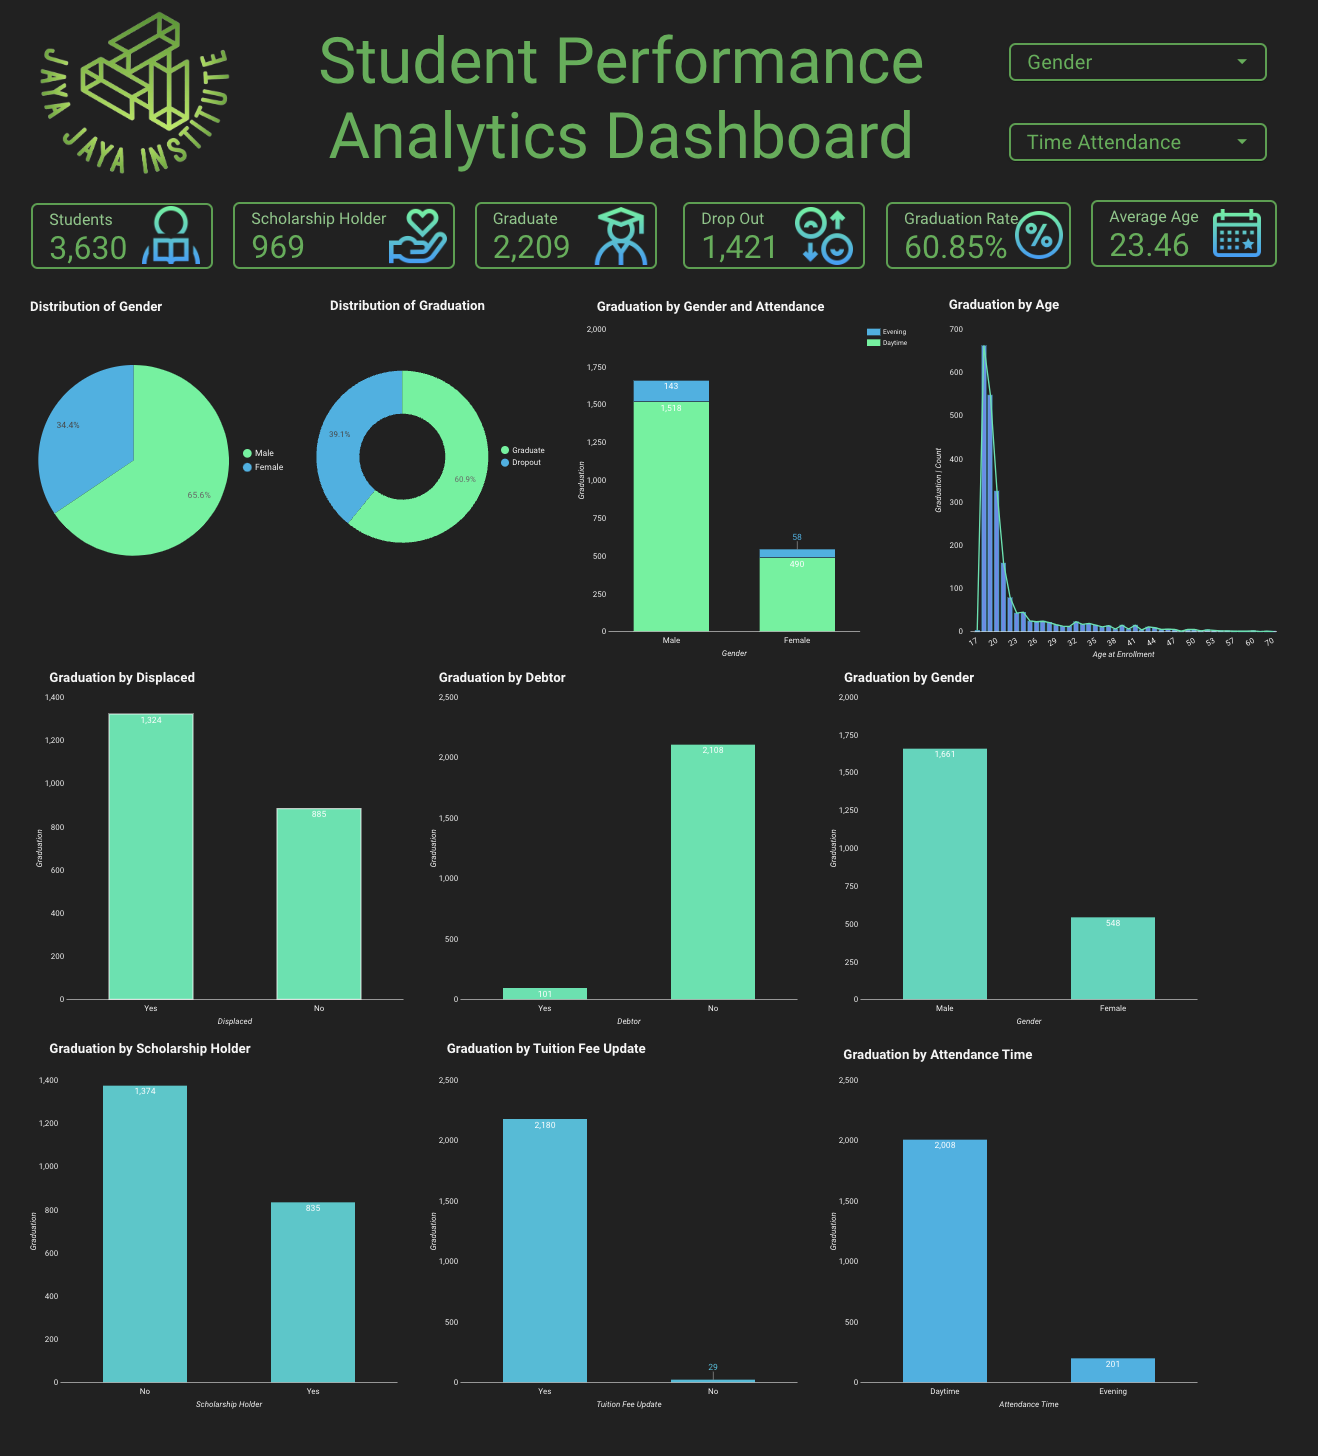 JAYA JAYA INSTITUTE
Student Performance
Analytics Dashboard
Gender
Time Attendance
Students
3,630
Scholarship Holder
969
Graduate
2,209
Drop Out
1,421
Graduation Rate
60.85%
Average Age
23.46
Distribution of Gender
34.4%
65.6%
Male
Female
Distribution of Graduation
39.1%
60.9%
Graduate
Dropout
Graduation by Gender and Attendance
Evening
Daytime
2,000
1,750
1,500
1,250
1,000
750
500
250
0
Graduation
143
1,518
58
490
Male
Female
Gender
Graduation by Age
700
600
500
400
300
200
100
0
Graduation | Count
17
20
23
26
29
32
35
38
41
44
47
50
53
57
60
70
Age at Enrollment
Graduation by Displaced
1,400
1,200
1,000
800
600
400
200
0
Graduation
1,324
885
Yes
No
Displaced
Graduation by Debtor
2,500
2,000
1,500
1,000
500
0
Graduation
101
2,108
Yes
No
Debtor
Graduation by Gender
2,000
1,750
1,500
1,250
1,000
750
500
250
0
Graduation
1,661
548
Male
Female
Gender
Graduation by Scholarship Holder
1,400
1,200
1,000
800
600
400
200
0
Graduation
1,374
835
No
Yes
Scholarship Holder
Graduation by Tuition Fee Update
2,500
2,000
1,500
1,000
500
0
Graduation
2,180
29
Yes
No
Tuition Fee Update
Graduation by Attendance Time
2,500
2,000
1,500
1,000
500
0
Graduation
2,008
201
Daytime
Evening
Attendance Time